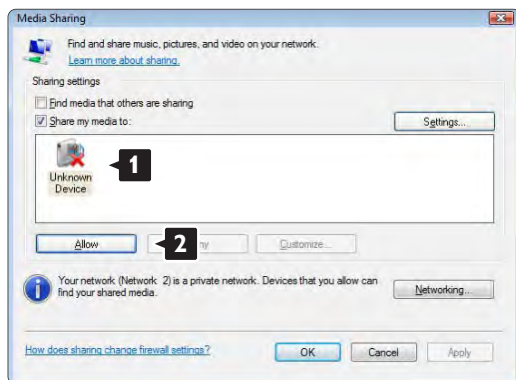 Media Sharing
Find and share music, pictures, and video on your network.
Learn more about sharing.
Sharing settings
Find media that others are sharing
Share my media to:
Settings...
Unknown
Device
1
Allow
2
ny
Customize...
Your network (Network 2) is a private network. Devices that you allow can
find your shared media.
Networking...
How does sharing change firewall settings?
OK
Cancel
Apply